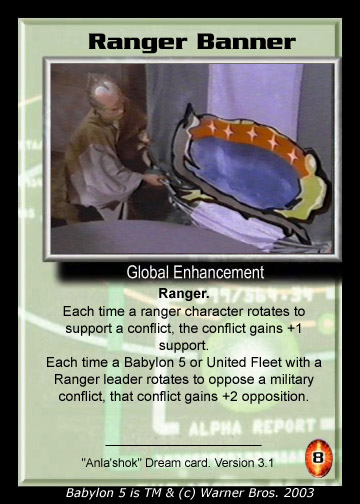 Ranger Banner
Global Enhancement
Ranger.
Each time a ranger character rotates to
support a conflict, the conflict gains +1
support.
Each time a Babylon 5 or United Fleet with a
Ranger leader rotates to oppose a military
conflict, that conflict gains +2 opposition.
ALPHA REPORT
"Anla'shok" Dream card. Version 3.1
8
Babylon 5 is TM & (c) Warner Bros. 2003